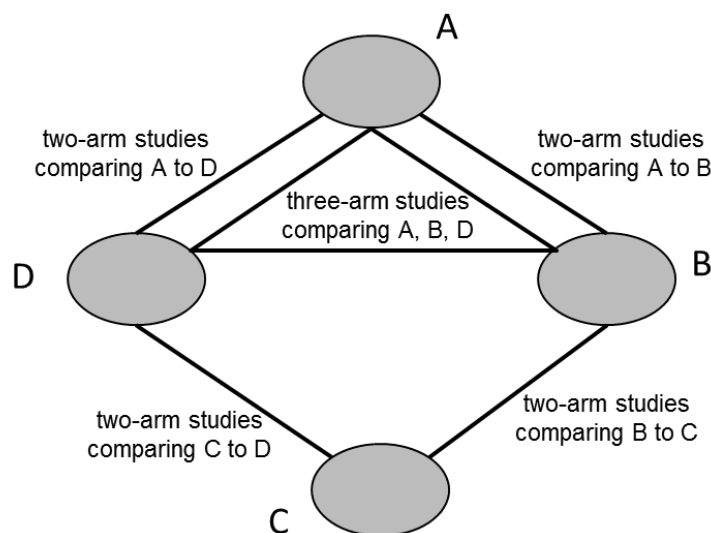 A
two-arm studies
comparing A to D
two-arm studies
comparing A to B
three-arm studies
comparing A, B, D
D
B
two-arm studies
comparing C to D
two-arm studies
comparing B to C
C